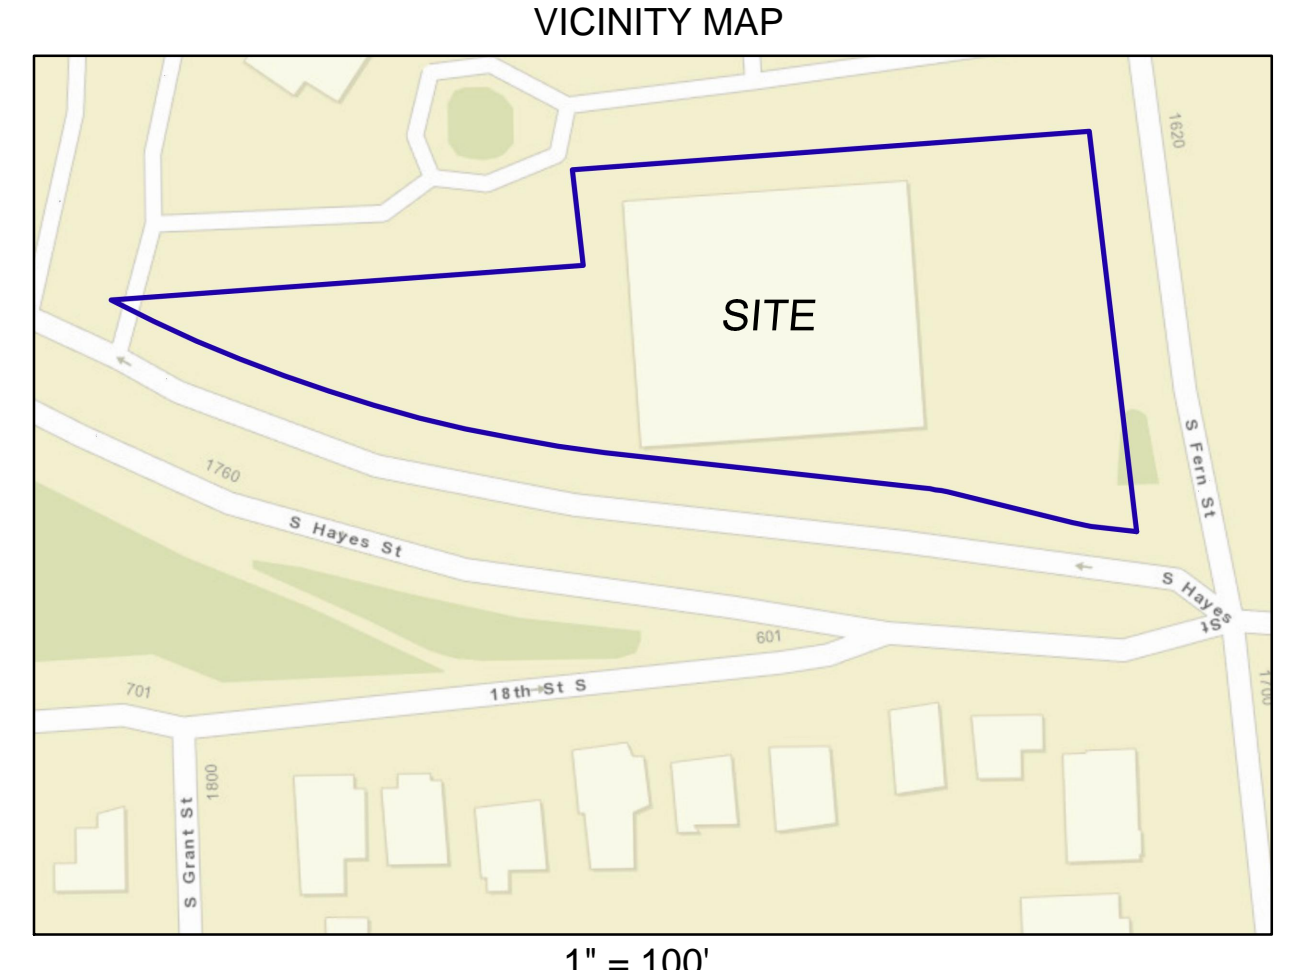 VICINITY MAP
1620
SITE
S Fern St
1760
S Hayes St
S Hayes St
601
18th St S
701
1700
1800
S Grant St
1" = 100'